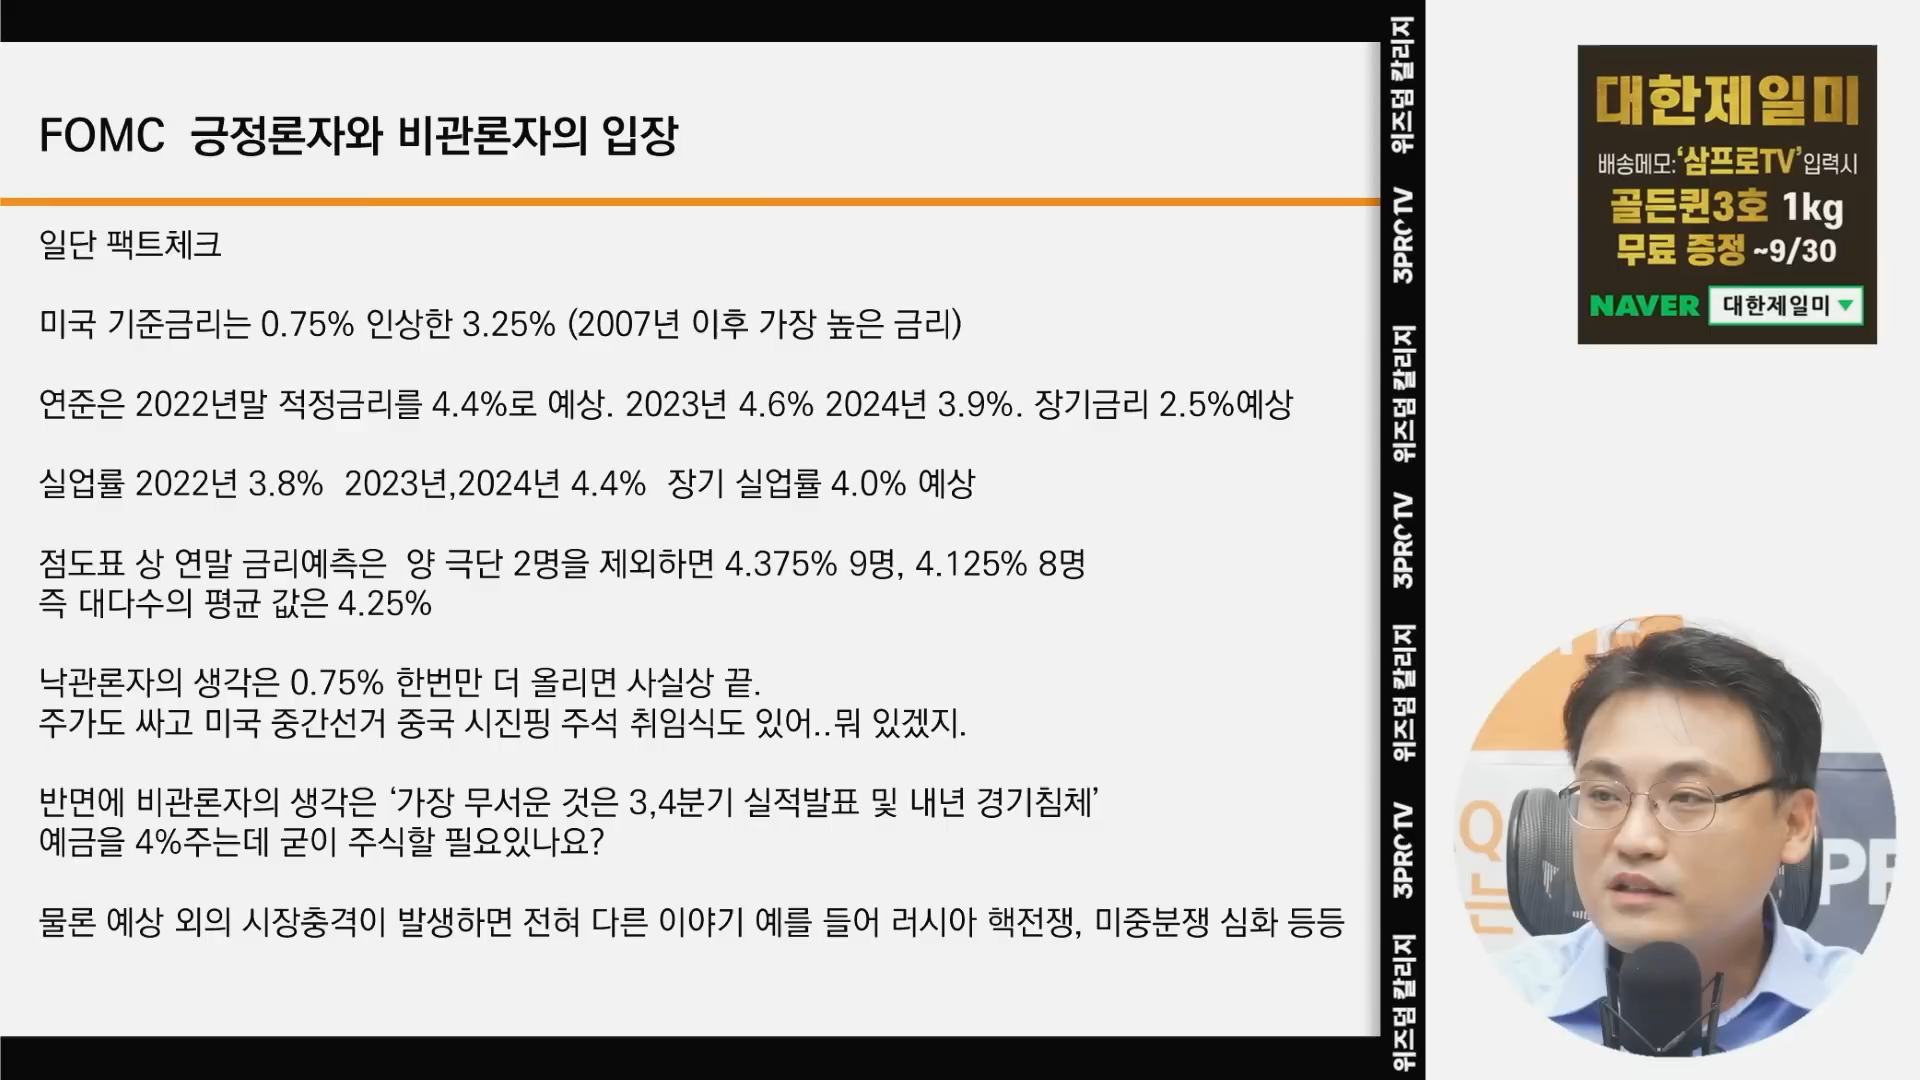 FOMC 긍정론자와 비관론자의 입장
일단 팩트체크
미국 기준금리는 0.75% 인상한 3.25% (2007년 이후 가장 높은 금리)
연준은 2022년말 적정금리를 4.4%로 예상. 2023년 4.6% 2024년 3.9%. 장기금리 2.5%예상
실업률 2022년 3.8% 2023년,2024년 4.4% 장기 실업률 4.0% 예상
점도표 상 연말 금리예측은 양 극단 2명을 제외하면 4.375% 9명, 4.125% 8명
즉 대다수의 평균 값은 4.25%
낙관론자의 생각은 0.75% 한번만 더 올리면 사실상 끝.
주가도 싸고 미국 중간선거 중국 시진핑 주석 취임식도 있어..뭐 있겠지.
반면에 비관론자의 생각은 ‘가장 무서운 것은 3,4분기 실적발표 및 내년 경기침체’
예금을 4%주는데 굳이 주식할 필요있나요?
물론 예상 외의 시장충격이 발생하면 전혀 다른 이야기 예를 들어 러시아 핵전쟁, 미중분쟁 심화 등등
위즈덤 칼리지
3PROTV
위즈덤 칼리지
3PROTV
위즈덤 칼리지
3PROTV
위즈덤 칼리지
대한제일미
배송메모:‘삼프로TV’입력시
골든퀸3호 1kg
무료 증정 ~9/30
NAVER 대한제일미